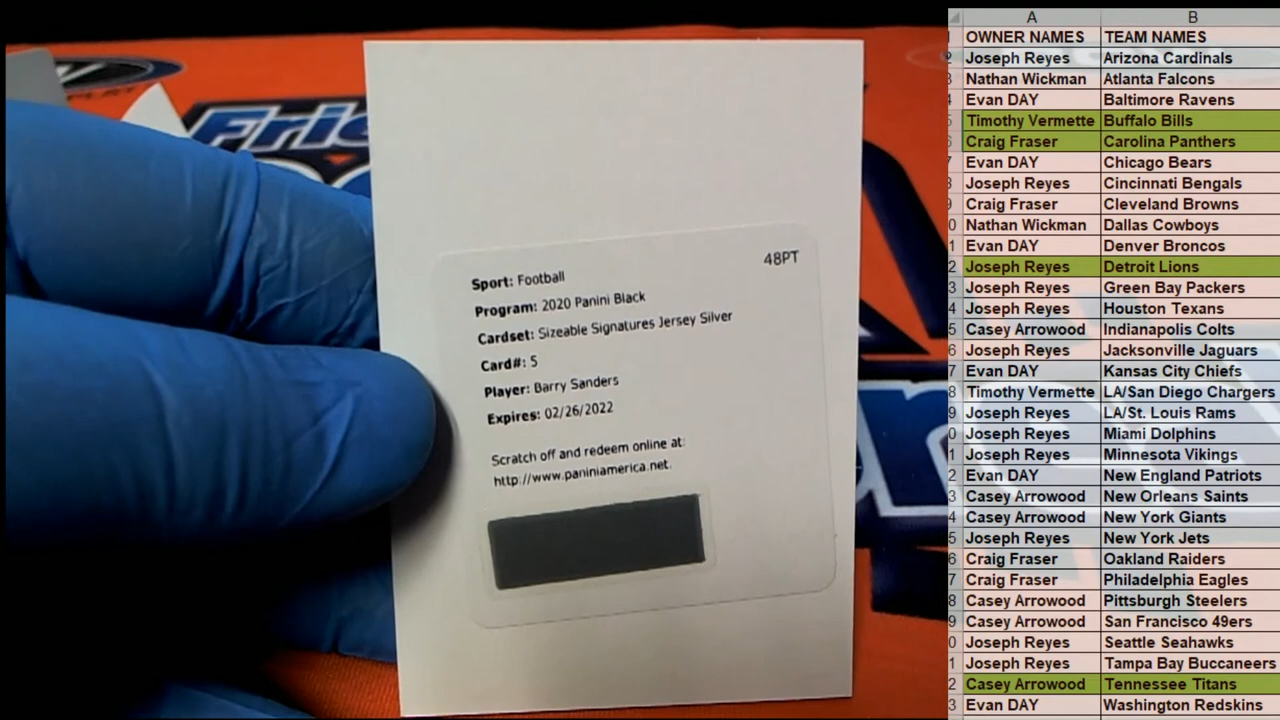 48PT
Sport: Football
Program: 2020 Panini Black
Cardset: Sizeable Signatures Jersey Silver
Card#: 5
Player: Barry Sanders
Expires: 02/26/2022
Scratch off and redeem online at:
http://www.paniniamerica.net.
PLAY
Frie
A B
OWNER NAMES TEAM NAMES
Joseph Reyes Arizona Cardinals
Nathan Wickman Atlanta Falcons
Evan DAY Baltimore Ravens
Timothy Vermette Buffalo Bills
Craig Fraser Carolina Panthers
Evan DAY Chicago Bears
Joseph Reyes Cincinnati Bengals
Craig Fraser Cleveland Browns
Nathan Wickman Dallas Cowboys
Evan DAY Denver Broncos
Joseph Reyes Detroit Lions
Joseph Reyes Green Bay Packers
Joseph Reyes Houston Texans
Casey Arrowood Indianapolis Colts
Joseph Reyes Jacksonville Jaguars
Evan DAY Kansas City Chiefs
Timothy Vermette LA/San Diego Chargers
Joseph Reyes LA/St. Louis Rams
Joseph Reyes Miami Dolphins
Joseph Reyes Minnesota Vikings
Evan DAY New England Patriots
Casey Arrowood New Orleans Saints
Casey Arrowood New York Giants
Joseph Reyes New York Jets
Craig Fraser Oakland Raiders
Craig Fraser Philadelphia Eagles
Casey Arrowood Pittsburgh Steelers
Casey Arrowood San Francisco 49ers
Joseph Reyes Seattle Seahawks
Joseph Reyes Tampa Bay Buccaneers
Casey Arrowood Tennessee Titans
Evan DAY Washington Redskins